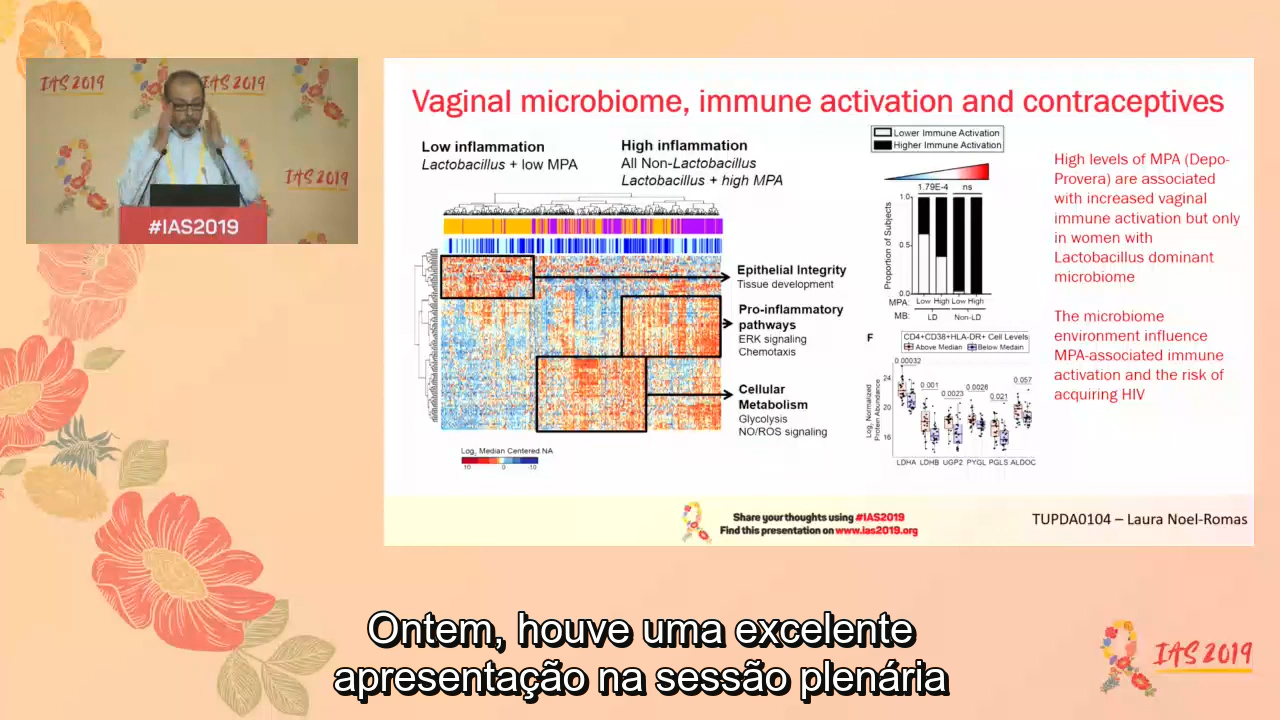 IAS 2019
IAS 2019
IAS 2019
#IAS2019
Vaginal microbiome, immune activation and contraceptives
Low inflammation
Lactobacillus + low MPA
High inflammation
All Non-Lactobacillus
Lactobacillus + high MPA
Epithelial Integrity
Tissue development
Pro-inflammatory
pathways
ERK signaling
Chemotaxis
Cellular
Metabolism
Glycolysis
NO/ROS signaling
Log2 Median Centered NA
10 0 -10
Lower Immune Activation
Higher Immune Activation
1.79E-4 ns
Proportion of Subjects
1.0
0.5
0.0
MPA: Low High Low High
MB: LD Non-LD
F
CD4+CD38+HLA-DR+ Cell Levels
Above Median Below Medain
0.00032
0.001
0.0023
0.0028
0.021
0.057
Log2 Normalized
Protein Abundance
24
20
16
LDHA LDHB UGP2 PYGL PGLS ALDOC
High levels of MPA (Depo-
Provera) are associated
with increased vaginal
immune activation but only
in women with
Lactobacillus dominant
microbiome
The microbiome
environment influence
MPA-associated immune
activation and the risk of
acquiring HIV
Share your thoughts using #IAS2019
Find this presentation on www.ias2019.org
TUPDA0104 – Laura Noel-Romas
Ontem, houve uma excelente
apresentação na sessão plenária
IAS 2019